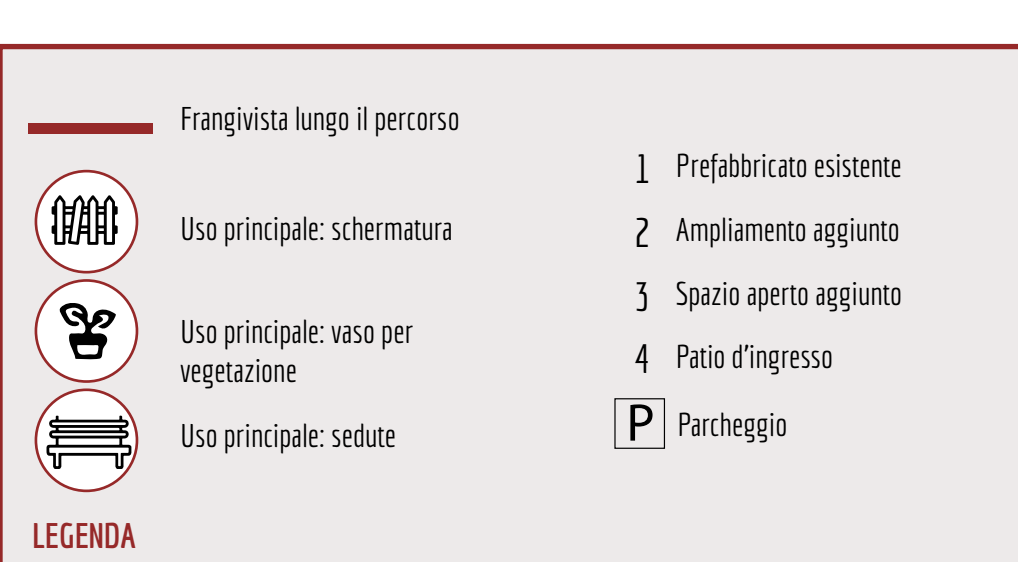 Frangivista lungo il percorso
Uso principale: schermatura
Uso principale: vaso per
vegetazione
Uso principale: sedute
LEGENDA
1 Prefabbricato esistente
2 Ampliamento aggiunto
3 Spazio aperto aggiunto
4 Patio d'ingresso
P Parcheggio